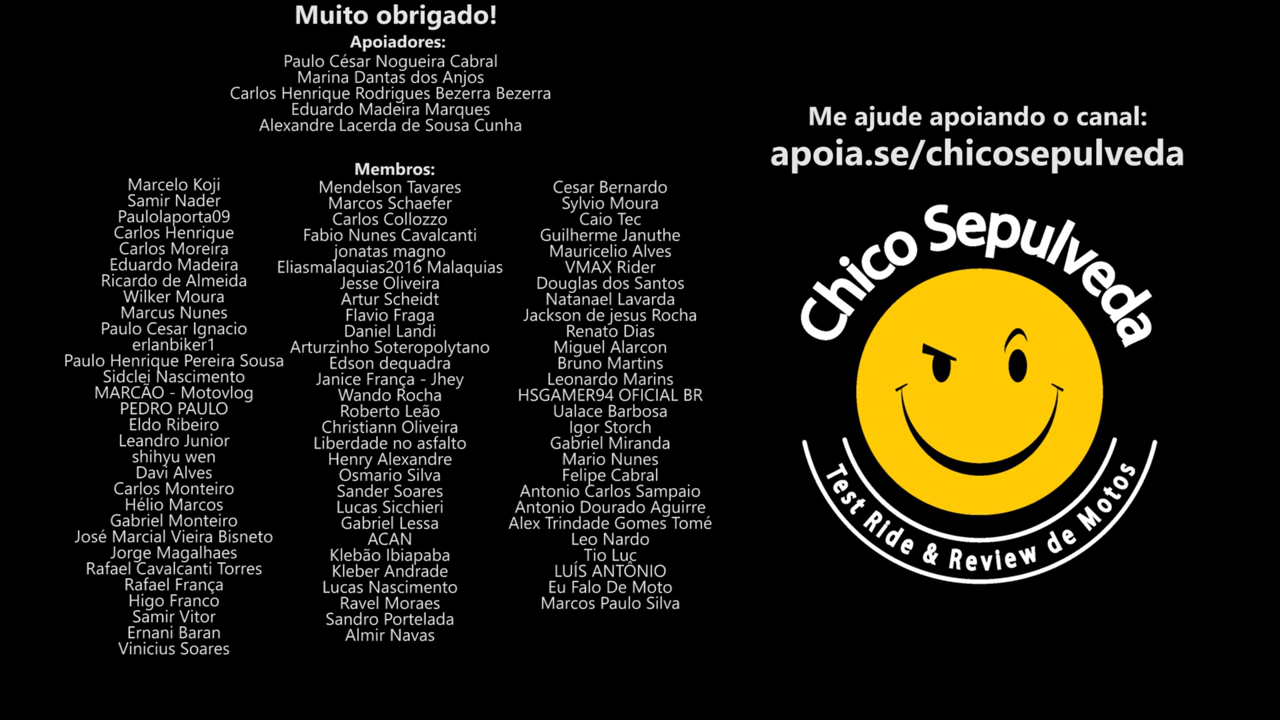 Muito obrigado!
Apoiadores:
Paulo César Nogueira Cabral
Marina Dantas dos Anjos
Carlos Henrique Rodrigues Bezerra Bezerra
Eduardo Madeira Marques
Alexandre Lacerda de Sousa Cunha
Membros:
Marcelo Koji
Samir Nader
Paulolaporta09
Carlos Henrique
Carlos Moreira
Eduardo Madeira
Ricardo de Almeida
Wilker Moura
Marcus Nunes
Paulo Cesar Ignacio
erlanbiker1
Paulo Henrique Pereira Sousa
Sidclei Nascimento
MARCÃO - Motovlog
PEDRO PAULO
Eldo Ribeiro
Leandro Junior
shihyu wen
Davi Alves
Carlos Monteiro
Hélio Marcos
Gabriel Monteiro
José Marcial Vieira Bisneto
Jorge Magalhaes
Rafael Cavalcanti Torres
Rafael França
Higo Franco
Samir Vitor
Ernani Baran
Vinicius Soares
Mendelson Tavares
Marcos Schaefer
Carlos Collozzo
Fabio Nunes Cavalcanti
jonatas magno
Eliasmalaquias2016 Malaquias
Jesse Oliveira
Artur Scheidt
Flavio Fraga
Daniel Landi
Arturzinho Soteropolytano
Edson dequadra
Janice França - Jhey
Wando Rocha
Roberto Leão
Christiann Oliveira
Liberdade no asfalto
Henry Alexandre
Osmario Silva
Sander Soares
Lucas Sicchieri
Gabriel Lessa
ACAN
Klebão Ibiapaba
Kleber Andrade
Lucas Nascimento
Ravel Moraes
Sandro Portelada
Almir Navas
Cesar Bernardo
Sylvio Moura
Caio Tec
Guilherme Januthe
Mauricelio Alves
VMAX Rider
Douglas dos Santos
Natanael Lavarda
Jackson de jesus Rocha
Renato Dias
Miguel Alarcon
Bruno Martins
Leonardo Marins
HSGAMER94 OFICIAL BR
Ualace Barbosa
Igor Storch
Gabriel Miranda
Mario Nunes
Felipe Cabral
Antonio Carlos Sampaio
Antonio Dourado Aguirre
Alex Trindade Gomes Tomé
Leo Nardo
Tio Luc
LUÍS ANTÔNIO
Eu Falo De Moto
Marcos Paulo Silva
Me ajude apoiando o canal:
apoia.se/chicosepulveda
Chico Sepulveda
Test Ride & Review de Motos